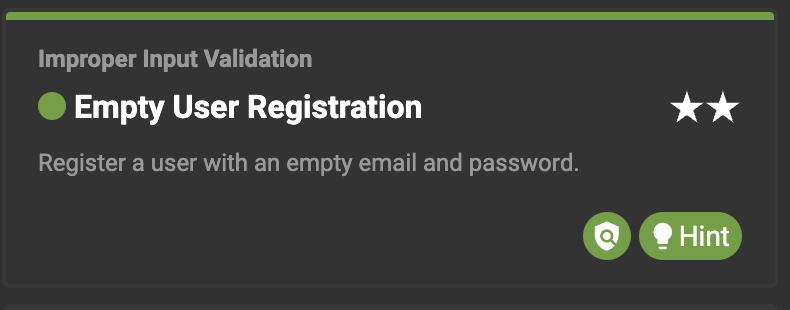 Improper Input Validation
Empty User Registration
Register a user with an empty email and password.
Hint